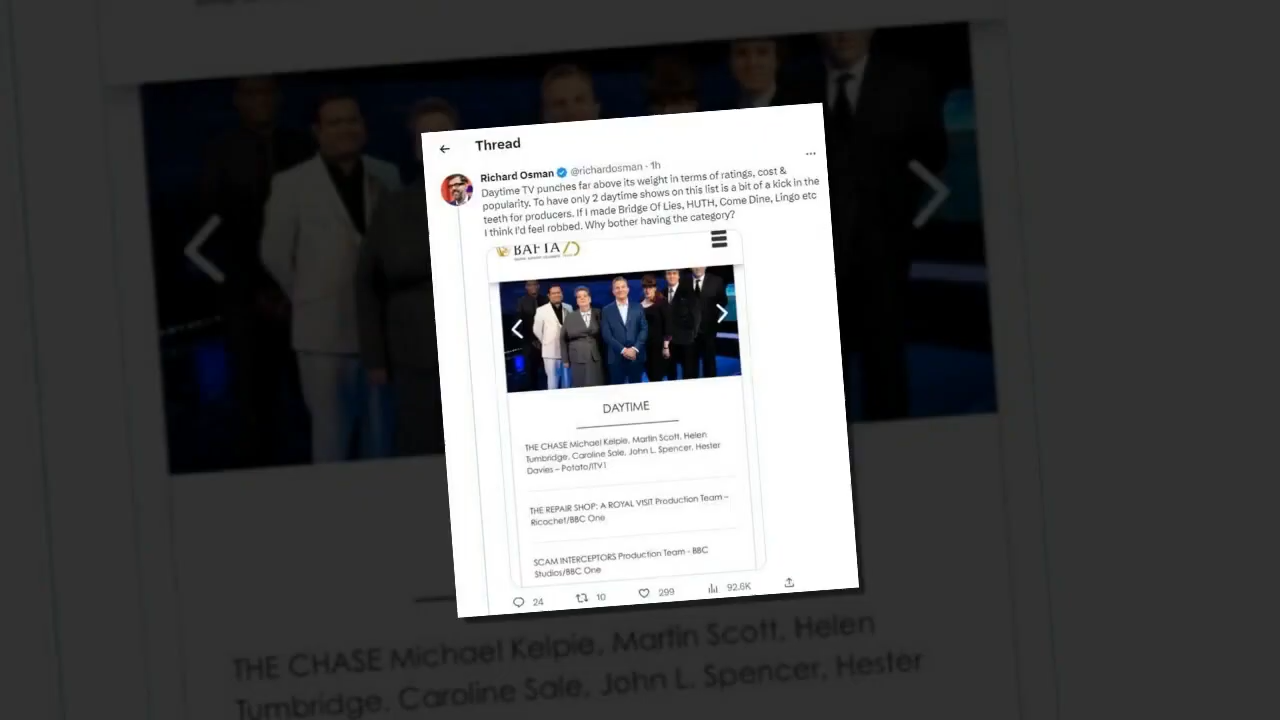 Thread
Richard Osman @richardosman · 1h
Daytime TV punches far above its weight in terms of ratings, cost &
popularity. To have only 2 daytime shows on this list is a bit of a kick in the
teeth for producers. If I made Bridge Of Lies, HUTH, Come Dine, Lingo etc
I think I'd feel robbed. Why bother having the category?
BAFTA
DAYTIME
THE CHASE Michael Kelpie, Martin Scott, Helen
Tumbridge, Caroline Sale, John L. Spencer, Hester
Davies – Potato/ITV1
THE REPAIR SHOP: A ROYAL VISIT Production Team –
Ricochet/BBC One
SCAM INTERCEPTORS Production Team - BBC
Studios/BBC One
24 10 299 92.6K
THE CHASE Michael Kelpie, Martin Scott, Helen
Tumbridge, Caroline Sale, John L. Spencer, Hester